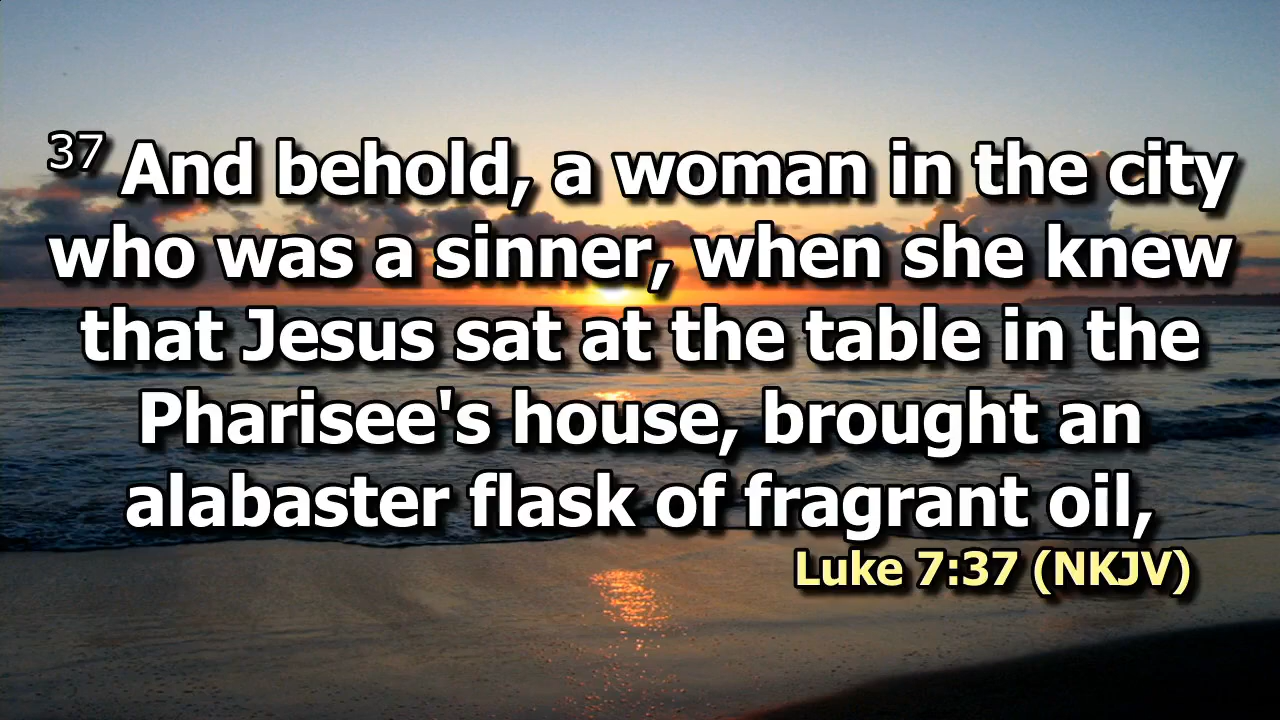 37 And behold, a woman in the city
who was a sinner, when she knew
that Jesus sat at the table in the
Pharisee's house, brought an
alabaster flask of fragrant oil,
Luke 7:37 (NKJV)